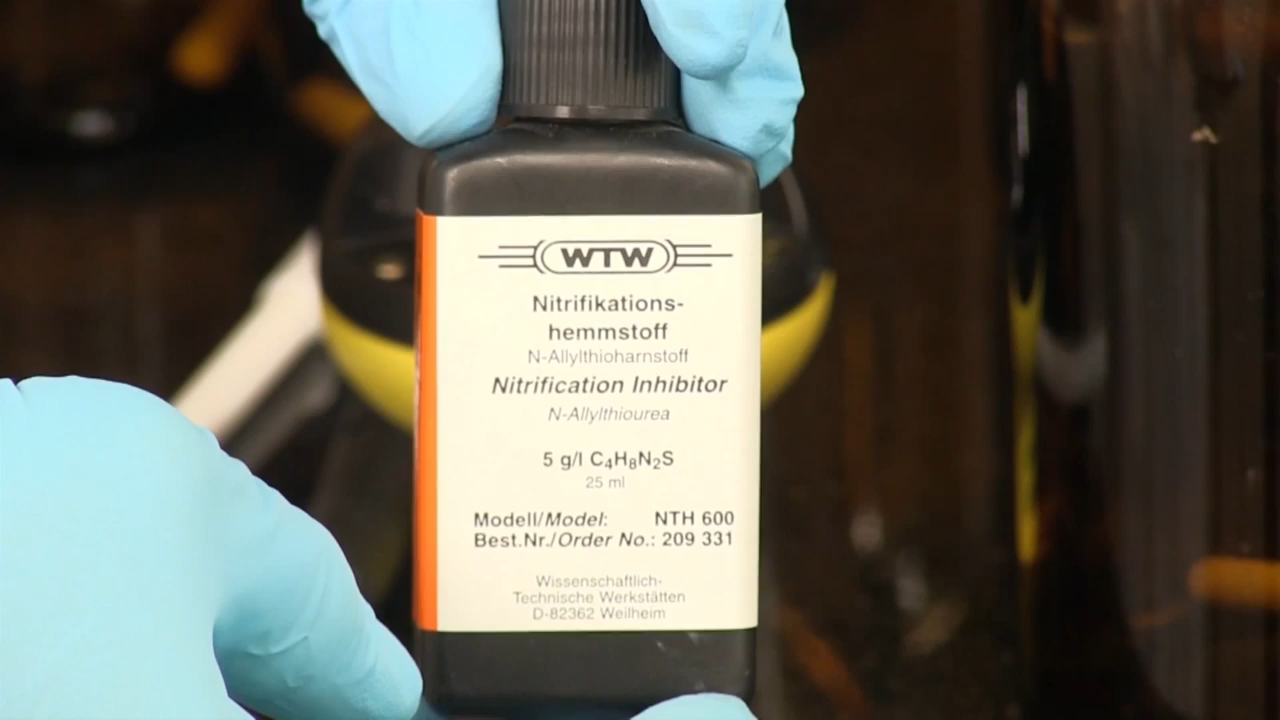 WTW
Nitrifikations-
hemmstoff
N-Allylthioharnstoff
Nitrification Inhibitor
N-Allylthiourea
5 g/l C₄H₈N₂S
25 ml
Modell/Model: NTH 600
Best.Nr./Order No.: 209 331
Wissenschaftlich-
Technische Werkstätten
D-82362 Weilheim